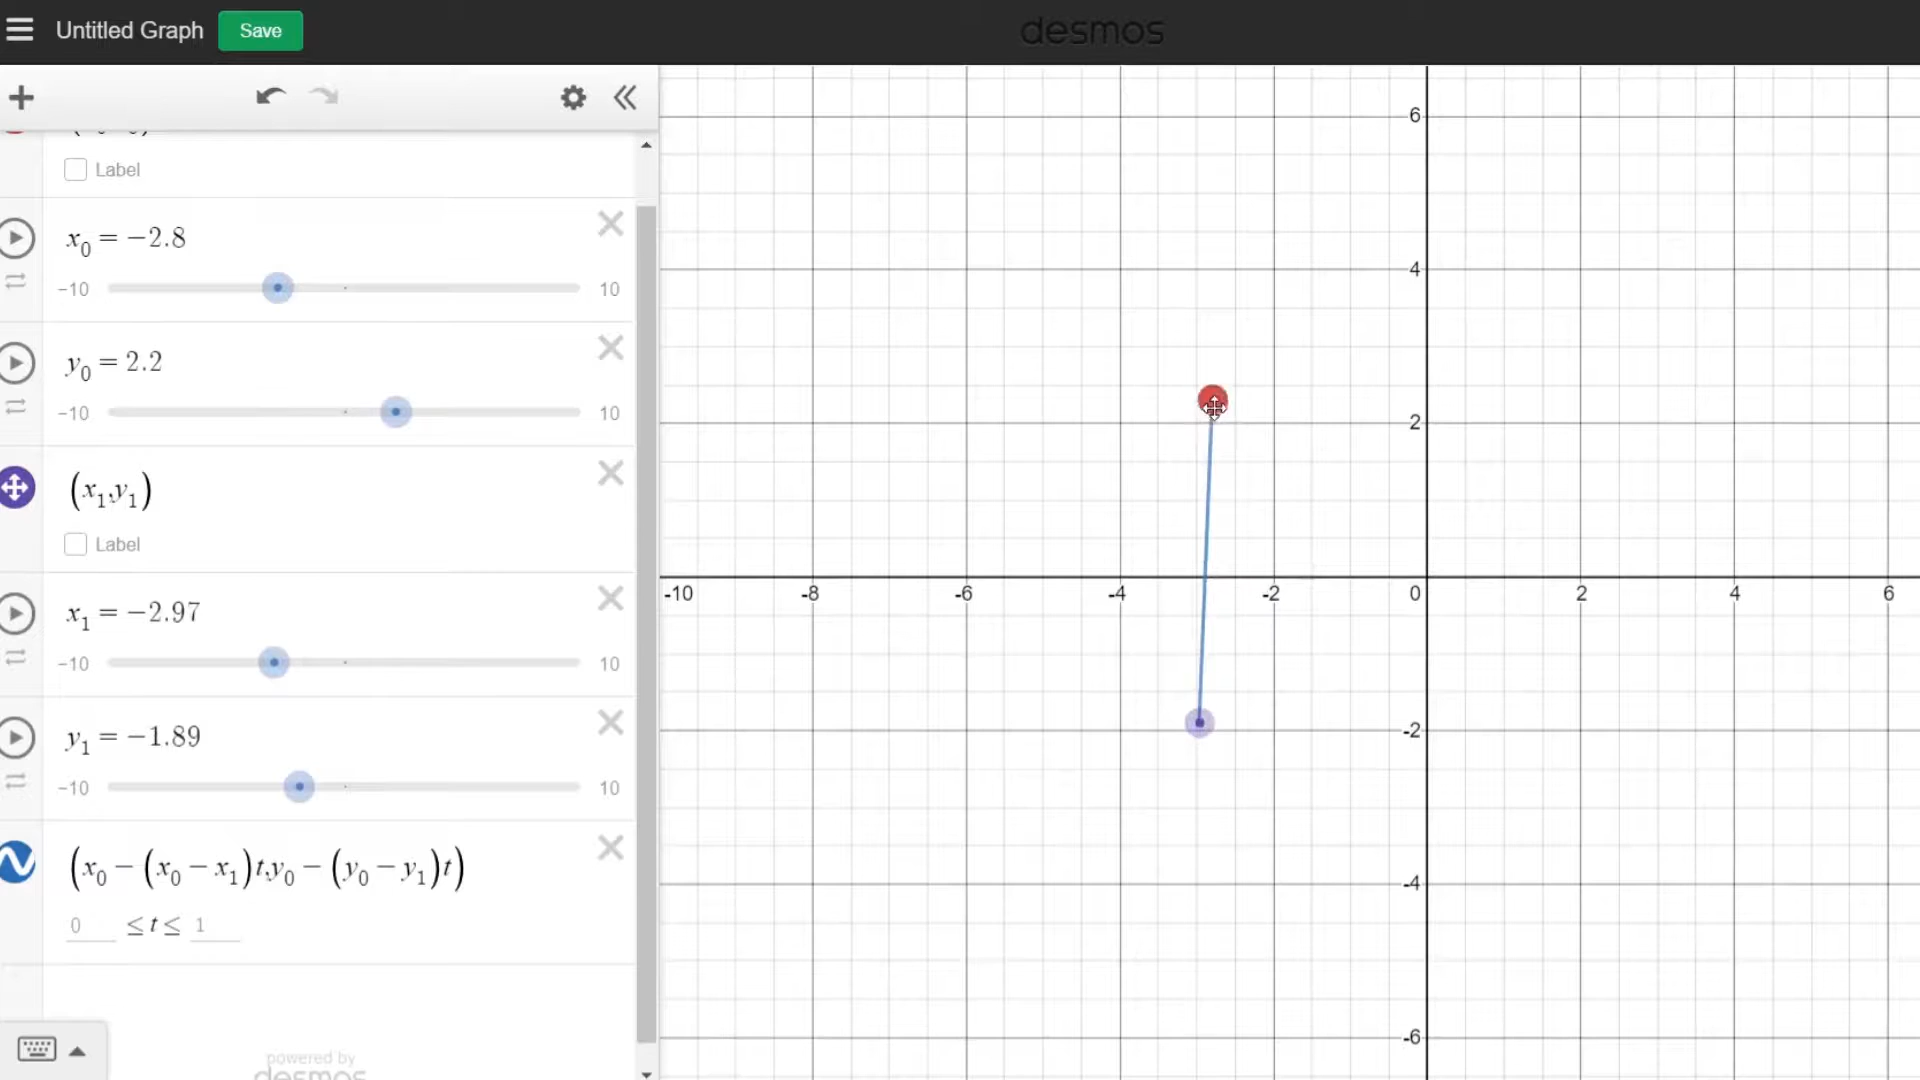 Untitled Graph Save desmos
Label
x₀ = −2.8
−10 10
y₀ = 2.2
−10 10
(x₁,y₁)
Label
x₁ = −2.97
−10 10
y₁ = −1.89
−10 10
(x₀ − (x₀ − x₁)t,y₀ − (y₀ − y₁)t)
0 ≤ t ≤ 1
powered by
desmos
6
4
2
-10 -8 -6 -4 -2 0 2 4 6
-2
-4
-6